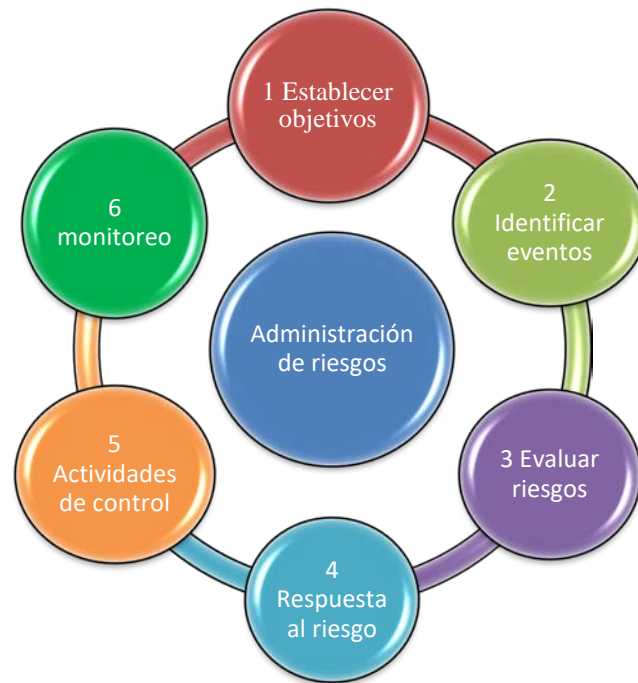 1 Establecer
objetivos
2
Identificar
eventos
3 Evaluar
riesgos
4
Respuesta
al riesgo
5
Actividades
de control
6
monitoreo
Administración
de riesgos